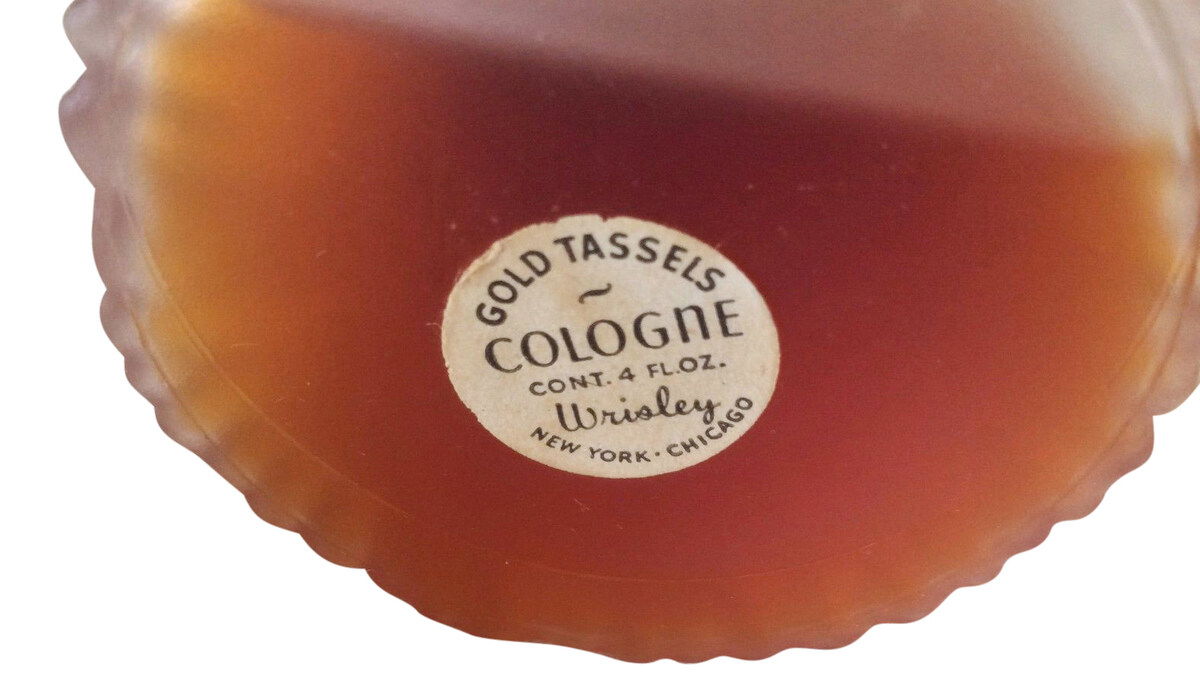 GOLD TASSELS
~
COLOGNE
CONT. 4 FL.OZ.
Wrisley
NEW YORK · CHICAGO